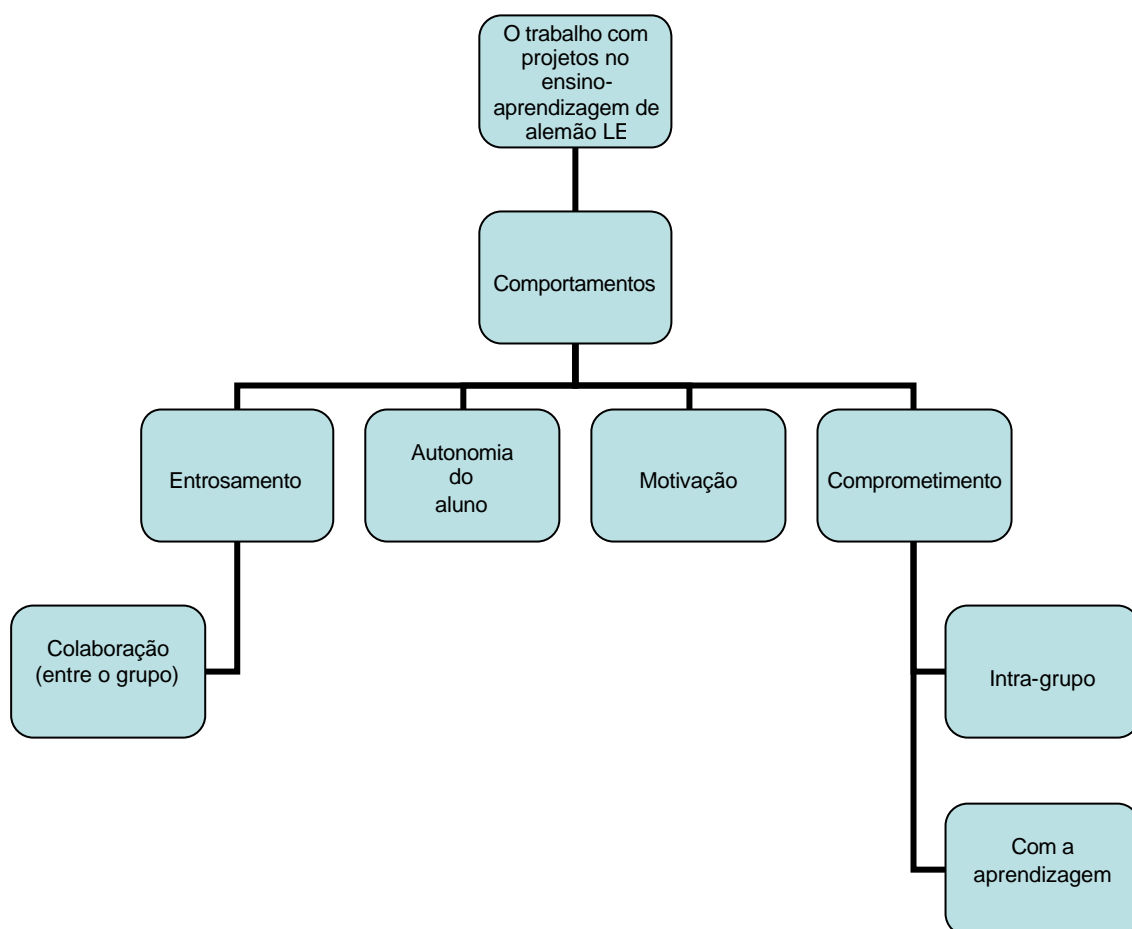 O trabalho com
projetos no
ensino-
aprendizagem de
alemão LE
Comportamentos
Entrosamento
Autonomia
do
aluno
Motivação
Comprometimento
Colaboração
(entre o grupo)
Intra-grupo
Com a
aprendizagem